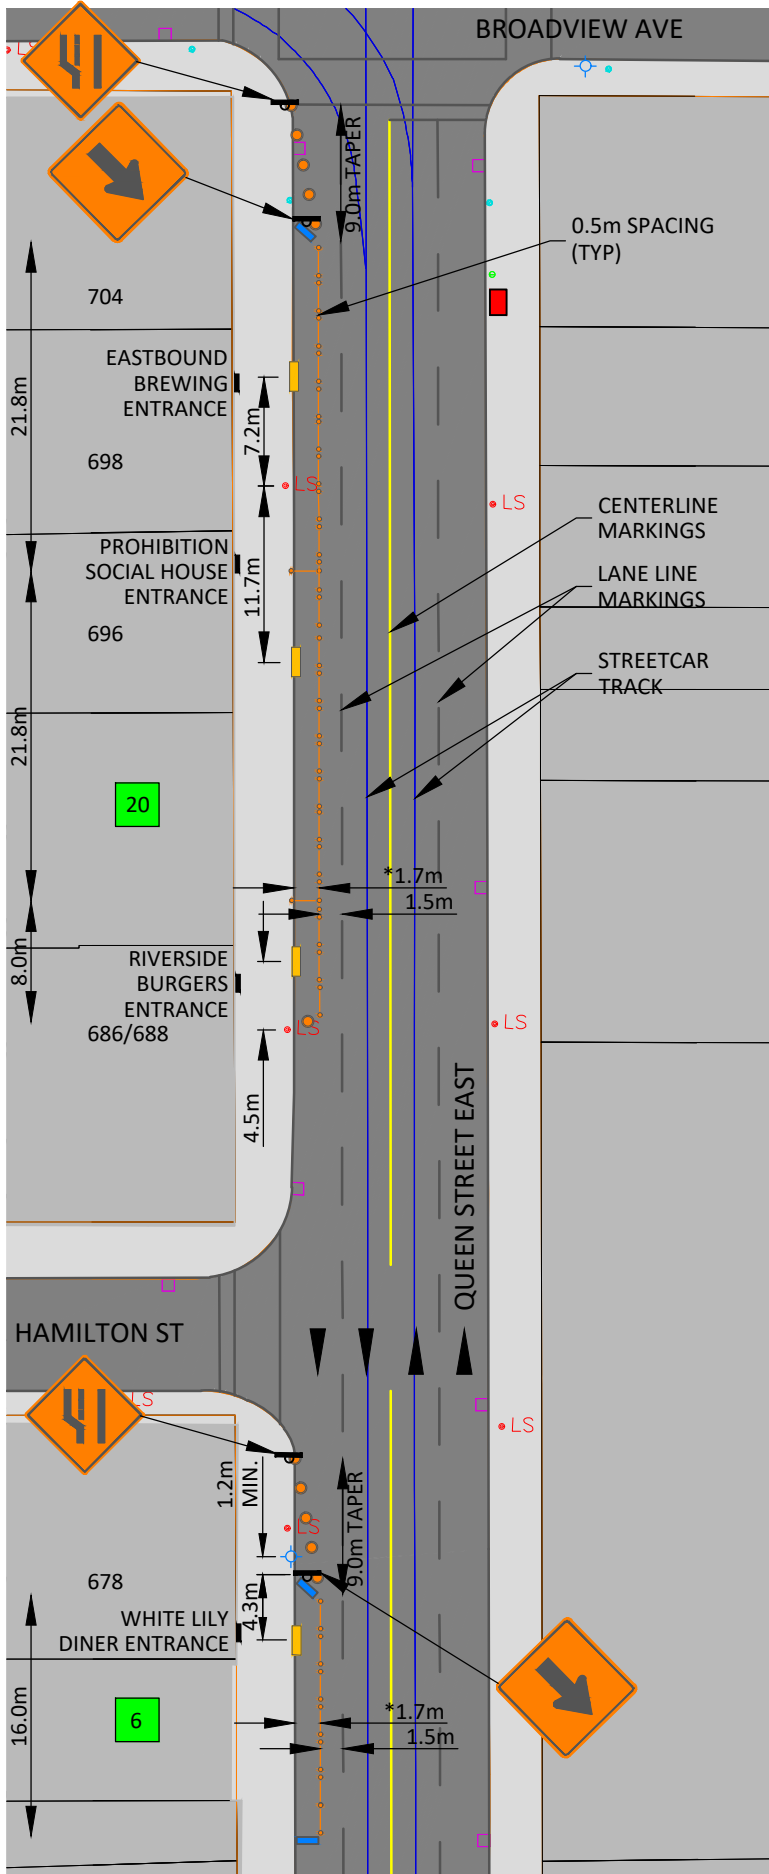 BROADVIEW AVE
LS
9.0m TAPER
0.5m SPACING
(TYP)
704
21.8m
EASTBOUND
BREWING
ENTRANCE
7.2m
698
LS
LS
CENTERLINE
MARKINGS
PROHIBITION
SOCIAL HOUSE
ENTRANCE
11.7m
LANE LINE
MARKINGS
696
STREETCAR
TRACK
21.8m
20
*1.7m
1.5m
8.0m
RIVERSIDE
BURGERS
ENTRANCE
686/688
LS
LS
4.5m
QUEEN STREET EAST
HAMILTON ST
LS
LS
1.2m
MIN.
9.0m TAPER
LS
678
4.3m
WHITE LILY
DINER ENTRANCE
16.0m
6
*1.7m
1.5m